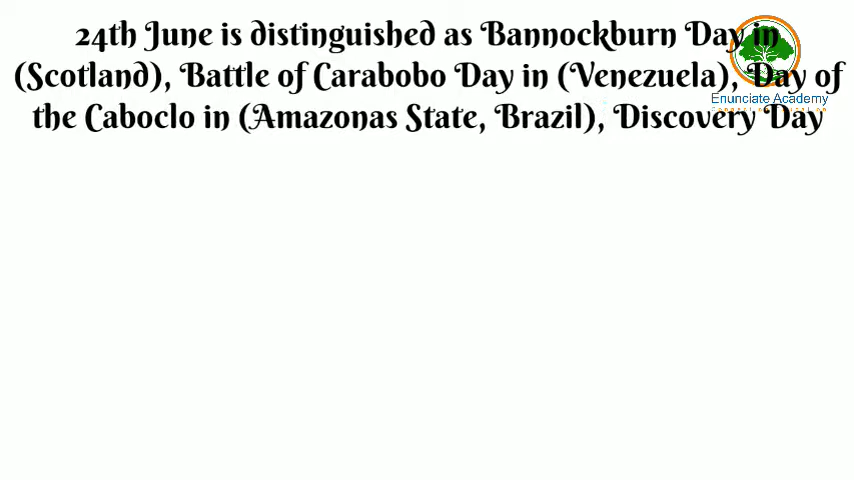 24th June is distinguished as Bannockburn Day in
(Scotland), Battle of Carabobo Day in (Venezuela), Day of
the Caboclo in (Amazonas State, Brazil), Discovery Day
Enunciate Academy